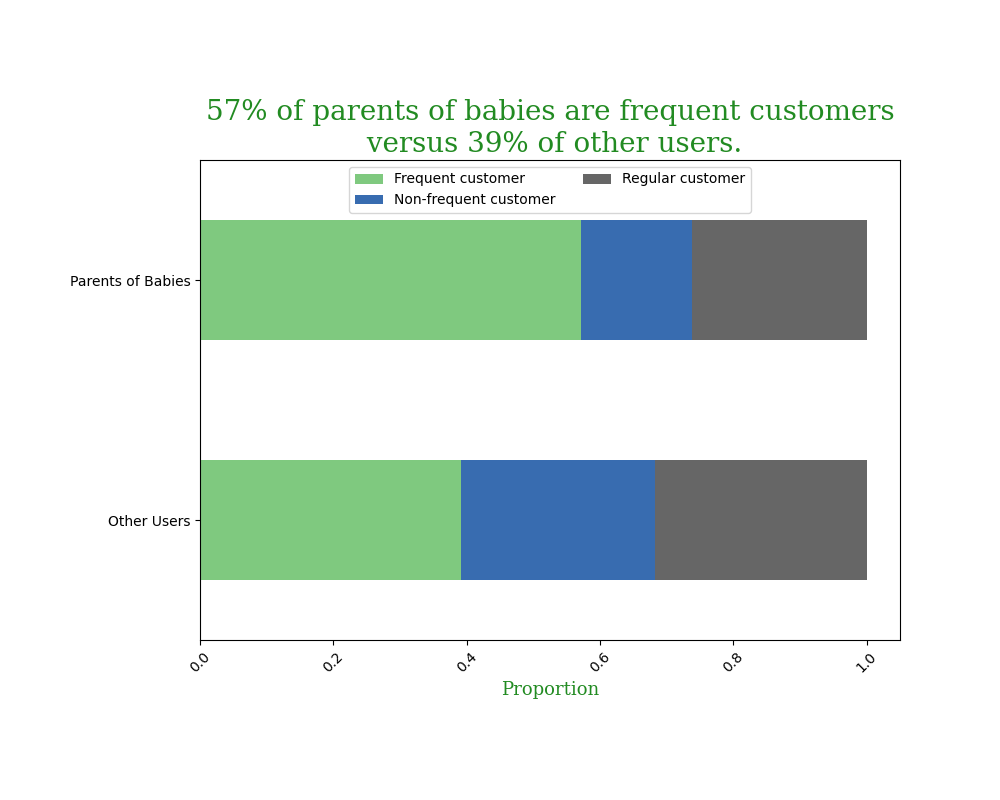 57% of parents of babies are frequent customers
versus 39% of other users.
Frequent customer
Non-frequent customer
Regular customer
Parents of Babies
Other Users
0.0 0.2 0.4 0.6 0.8 1.0
Proportion